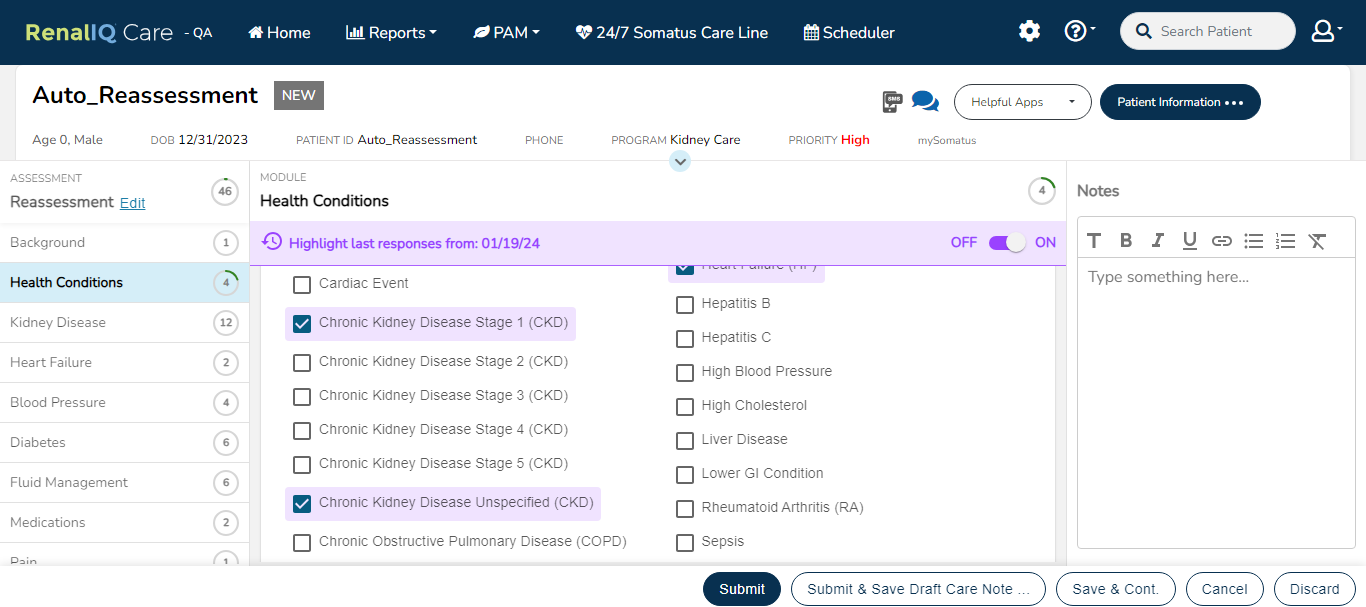 RenalIQ Care - QA Home Reports PAM 24/7 Somatus Care Line Scheduler Search Patient
Auto_Reassessment NEW
SMS Helpful Apps Patient Information
Age 0, Male DOB 12/31/2023 PATIENT ID Auto_Reassessment PHONE PROGRAM Kidney Care PRIORITY High mySomatus
ASSESSMENT
Reassessment Edit 46
Background 1
Health Conditions 4
Kidney Disease 12
Heart Failure 2
Blood Pressure 4
Diabetes 6
Fluid Management 6
Medications 2
Pain 1
MODULE
Health Conditions 4
Highlight last responses from: 01/19/24 OFF ON
Cardiac Event
Chronic Kidney Disease Stage 1 (CKD)
Chronic Kidney Disease Stage 2 (CKD)
Chronic Kidney Disease Stage 3 (CKD)
Chronic Kidney Disease Stage 4 (CKD)
Chronic Kidney Disease Stage 5 (CKD)
Chronic Kidney Disease Unspecified (CKD)
Chronic Obstructive Pulmonary Disease (COPD)
Heart Failure (HF)
Hepatitis B
Hepatitis C
High Blood Pressure
High Cholesterol
Liver Disease
Lower GI Condition
Rheumatoid Arthritis (RA)
Sepsis
Notes
T B I U
Type something here...
Submit Submit & Save Draft Care Note ... Save & Cont. Cancel Discard